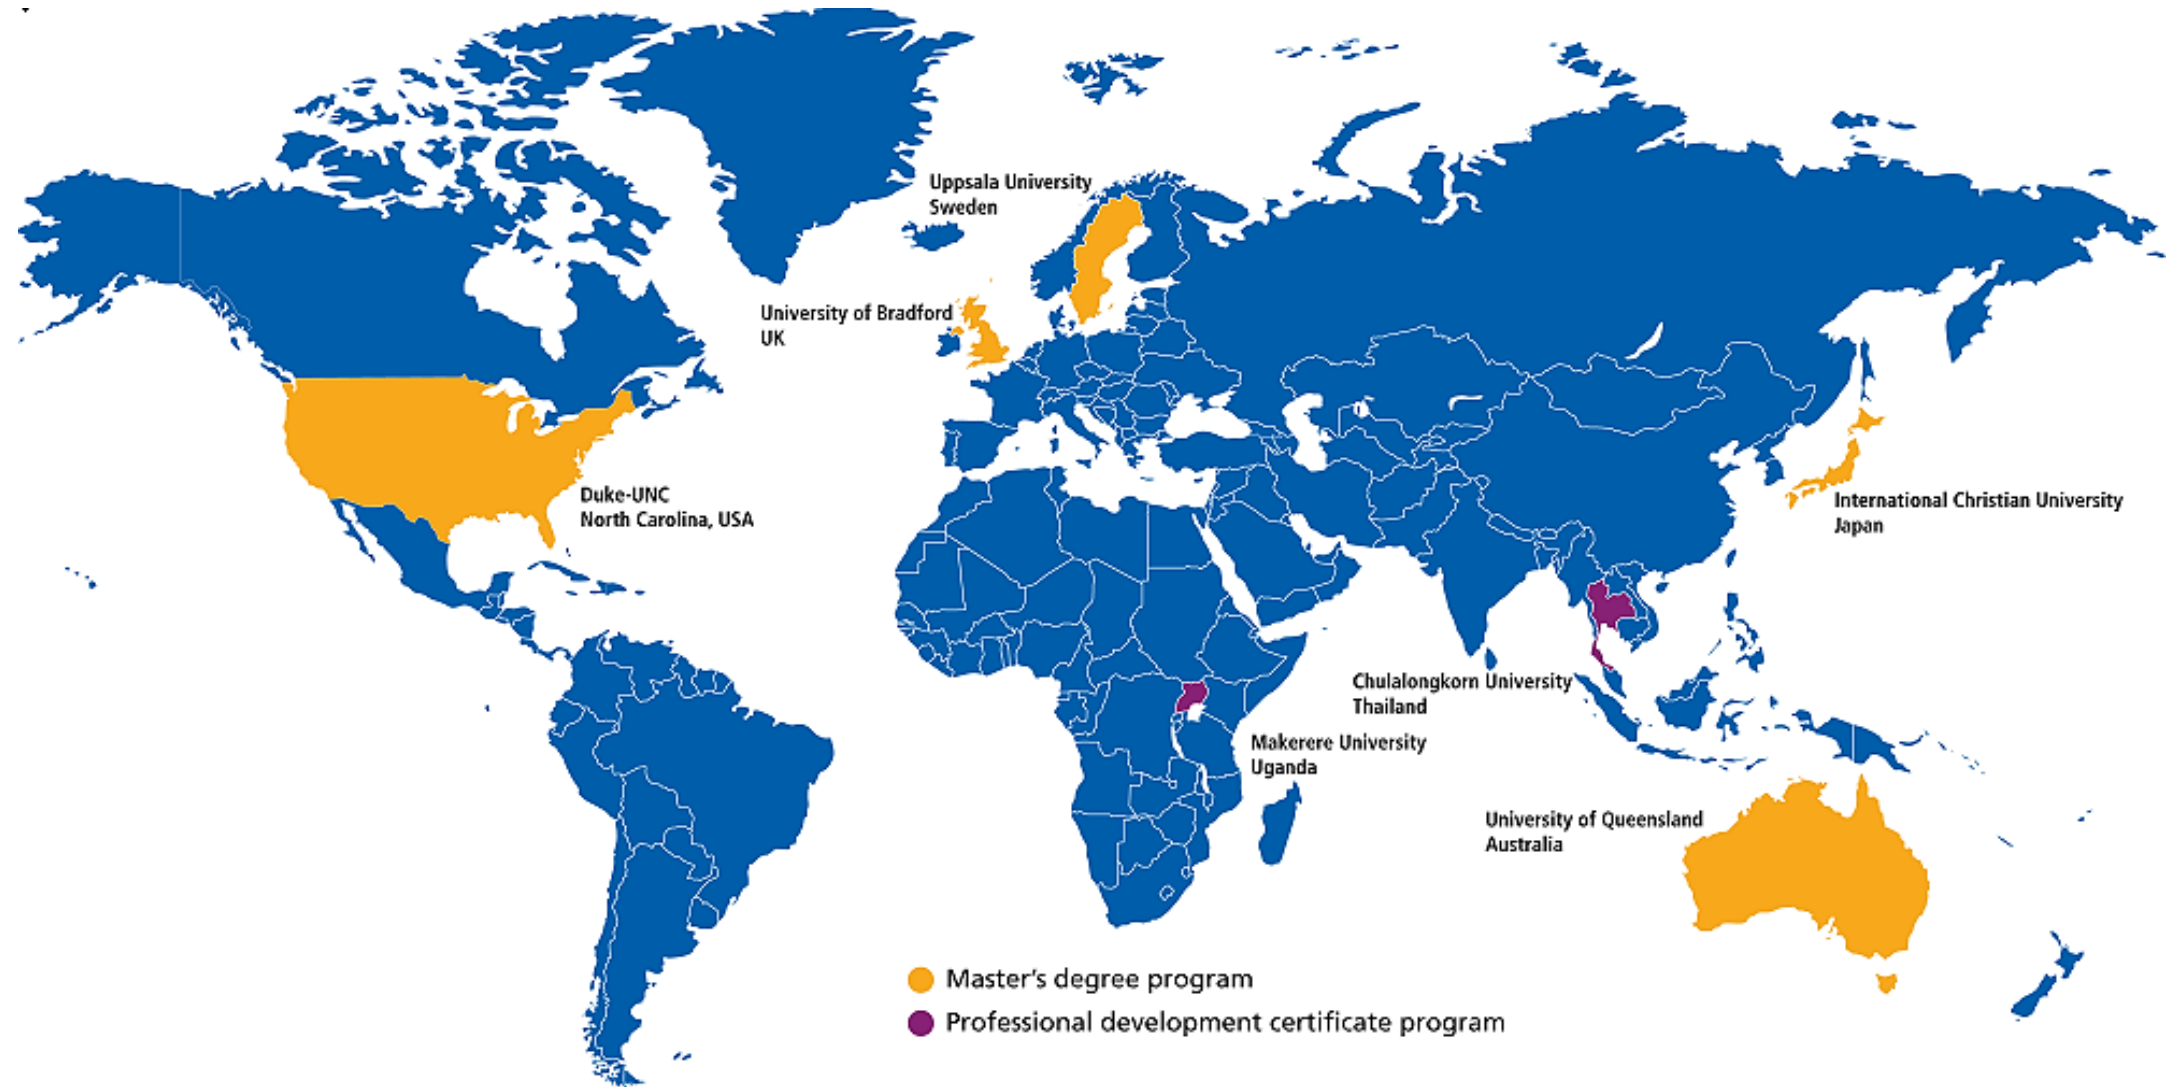 Uppsala University
Sweden
University of Bradford
UK
Duke-UNC
North Carolina, USA
International Christian University
Japan
Chulalongkorn University
Thailand
Makerere University
Uganda
University of Queensland
Australia
Master's degree program
Professional development certificate program